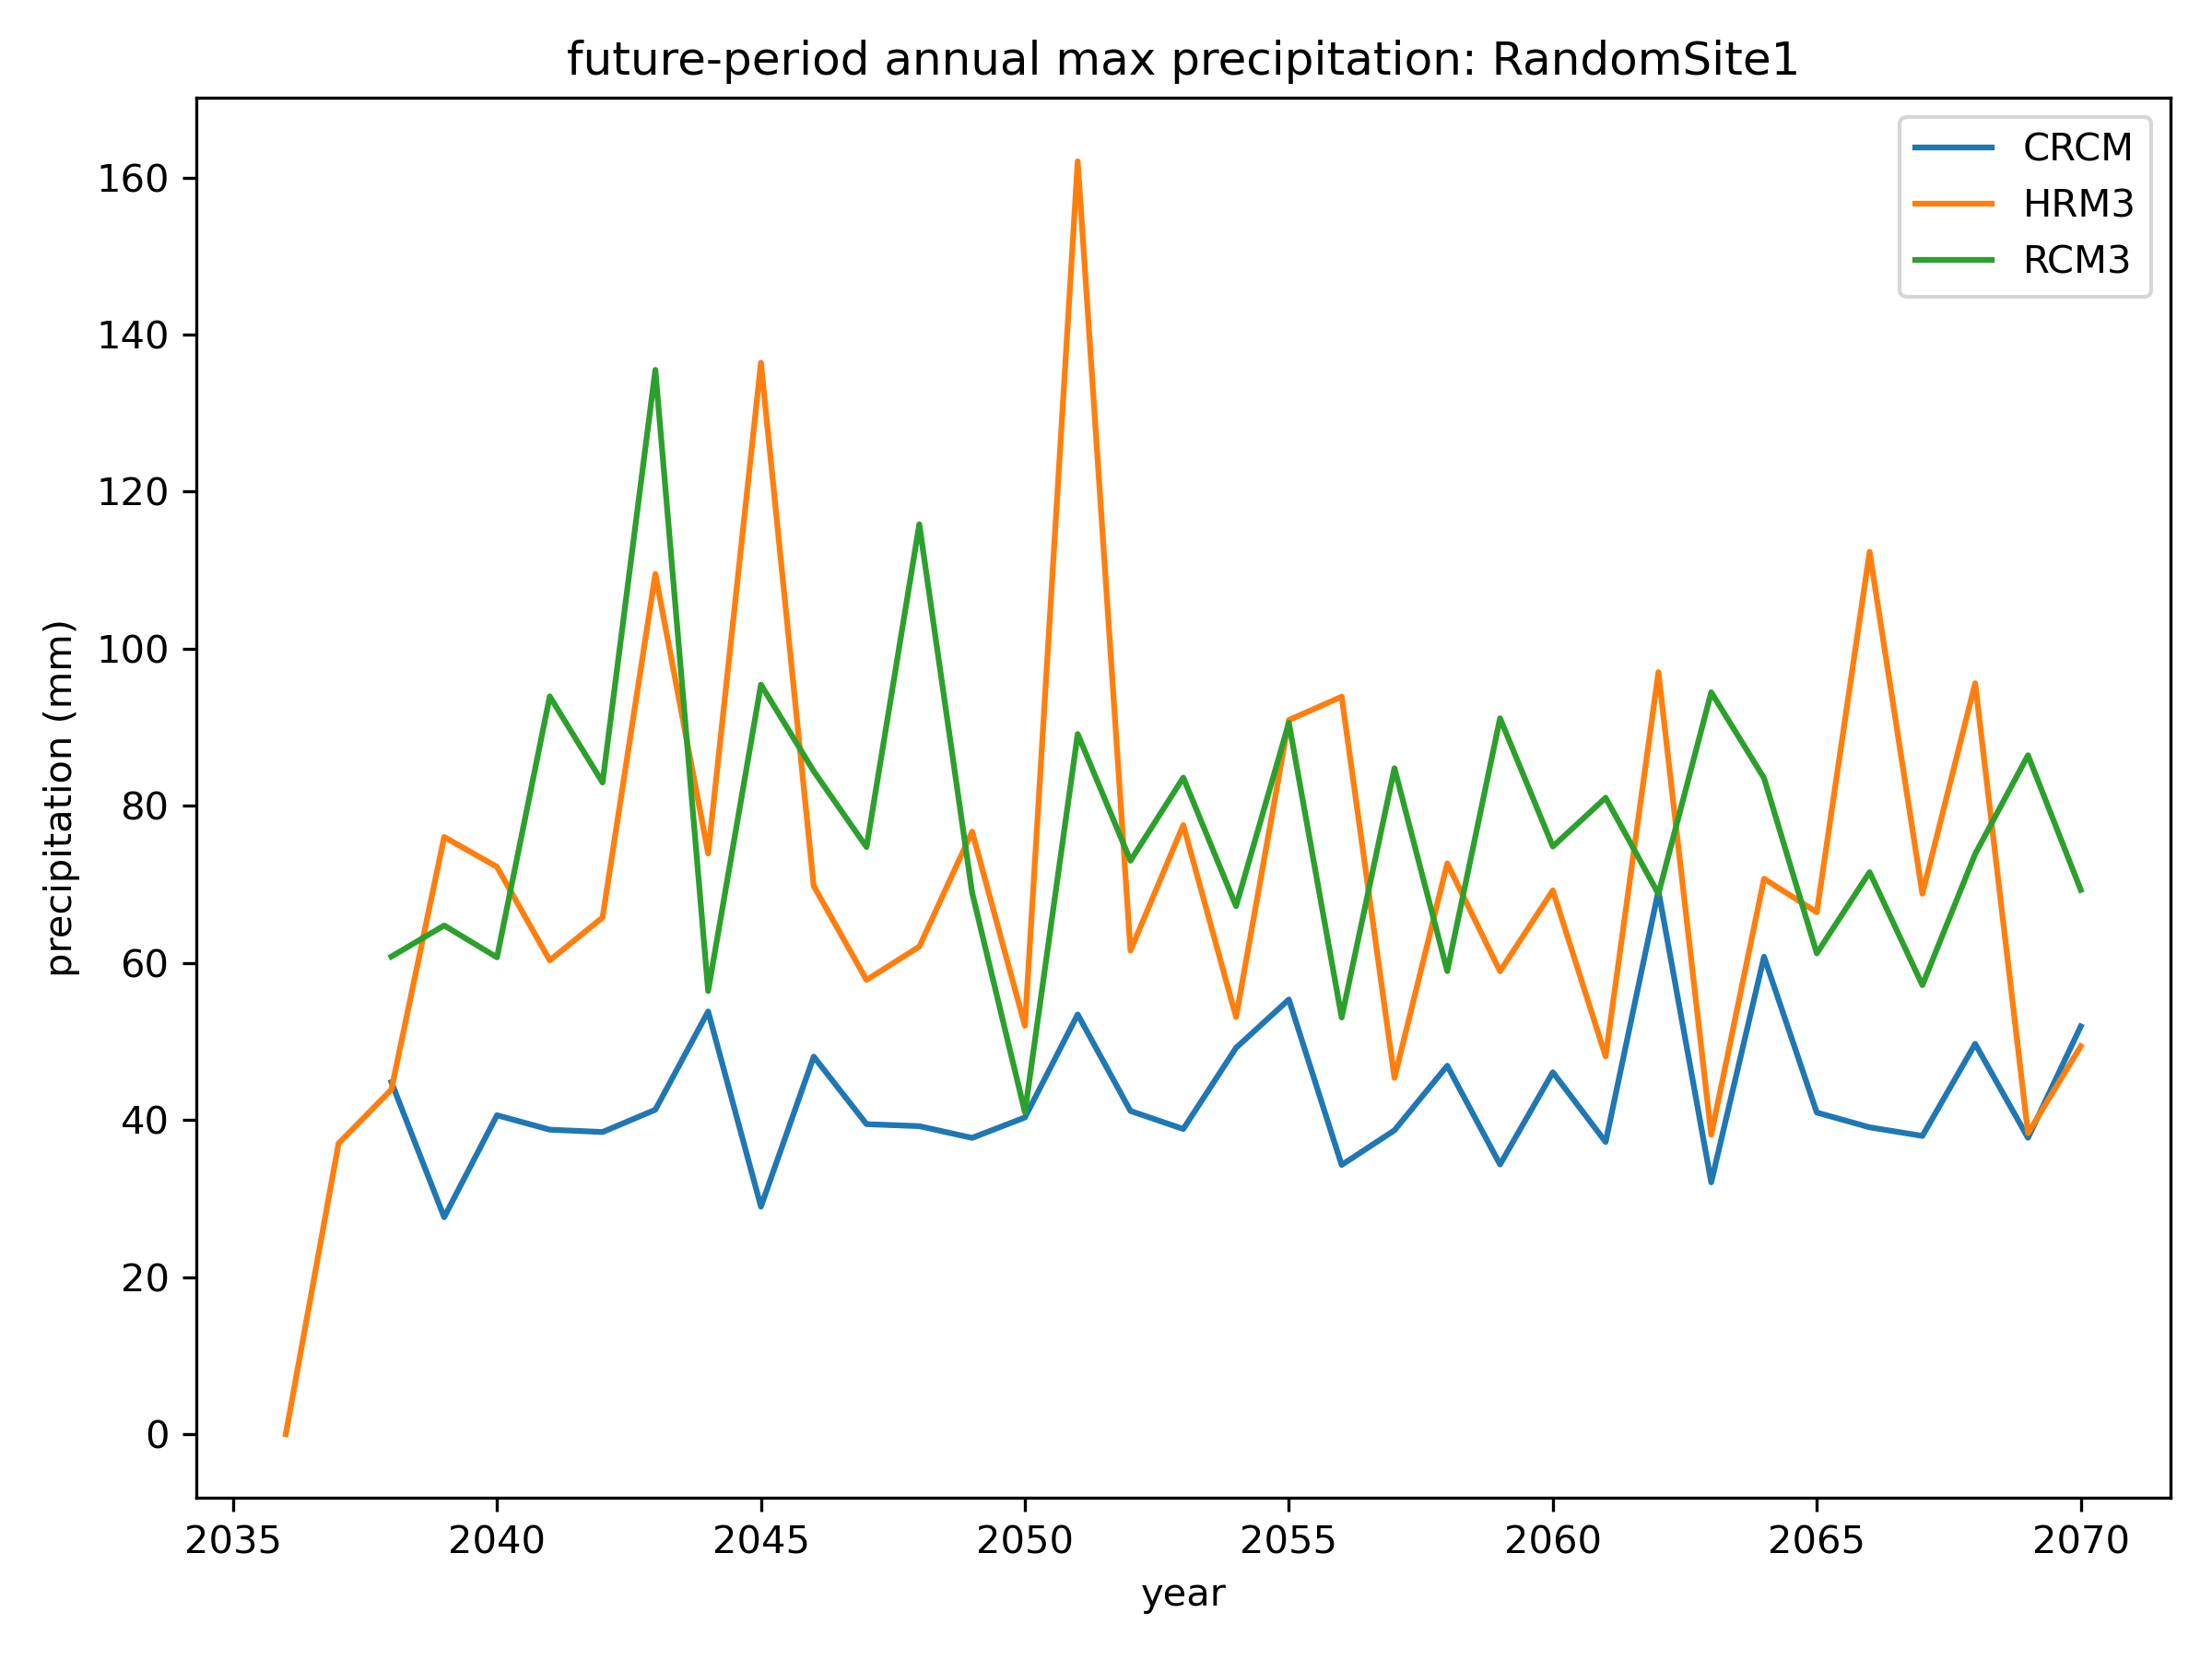 future-period annual max precipitation: RandomSite1
CRCM
HRM3
RCM3
precipitation (mm)
160
140
120
100
80
60
40
20
0
2035 2040 2045 2050 2055 2060 2065 2070
year